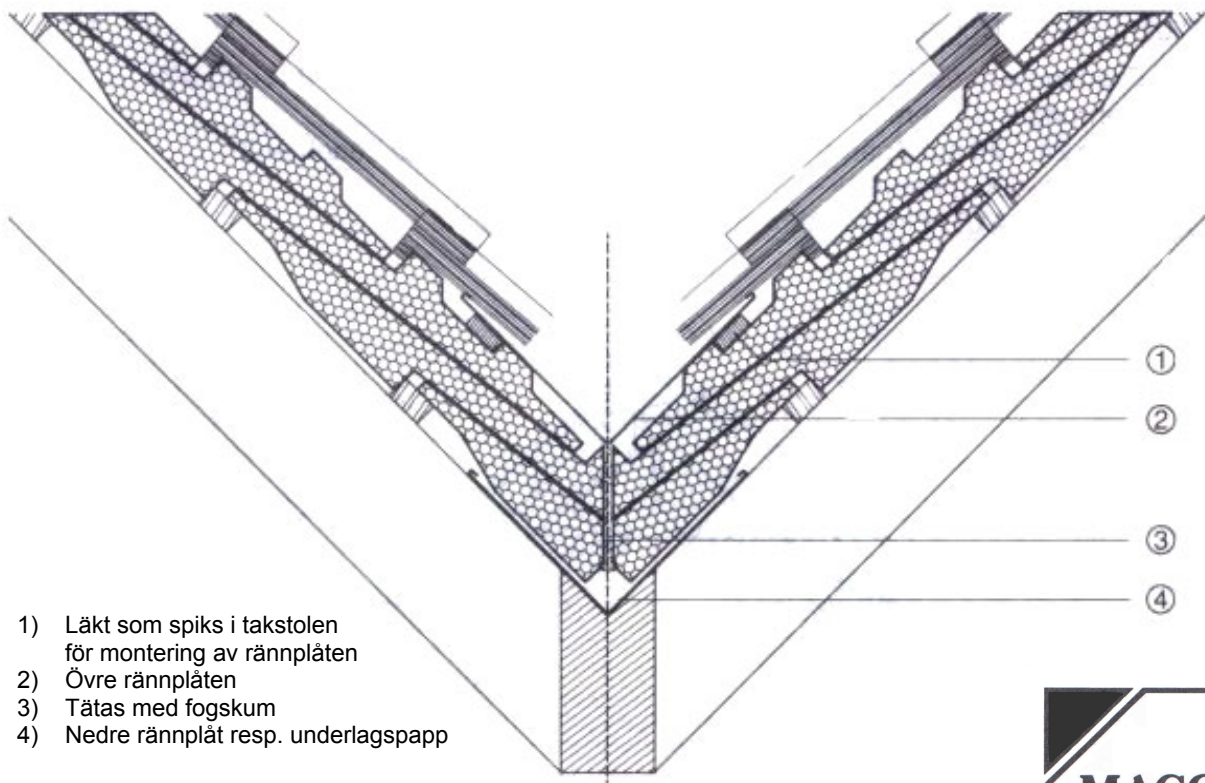 ①
②
③
④
1) Läkt som spiks i takstolen
för montering av rännplåten
2) Övre rännplåten
3) Tätas med fogskum
4) Nedre rännplåt resp. underlagspapp